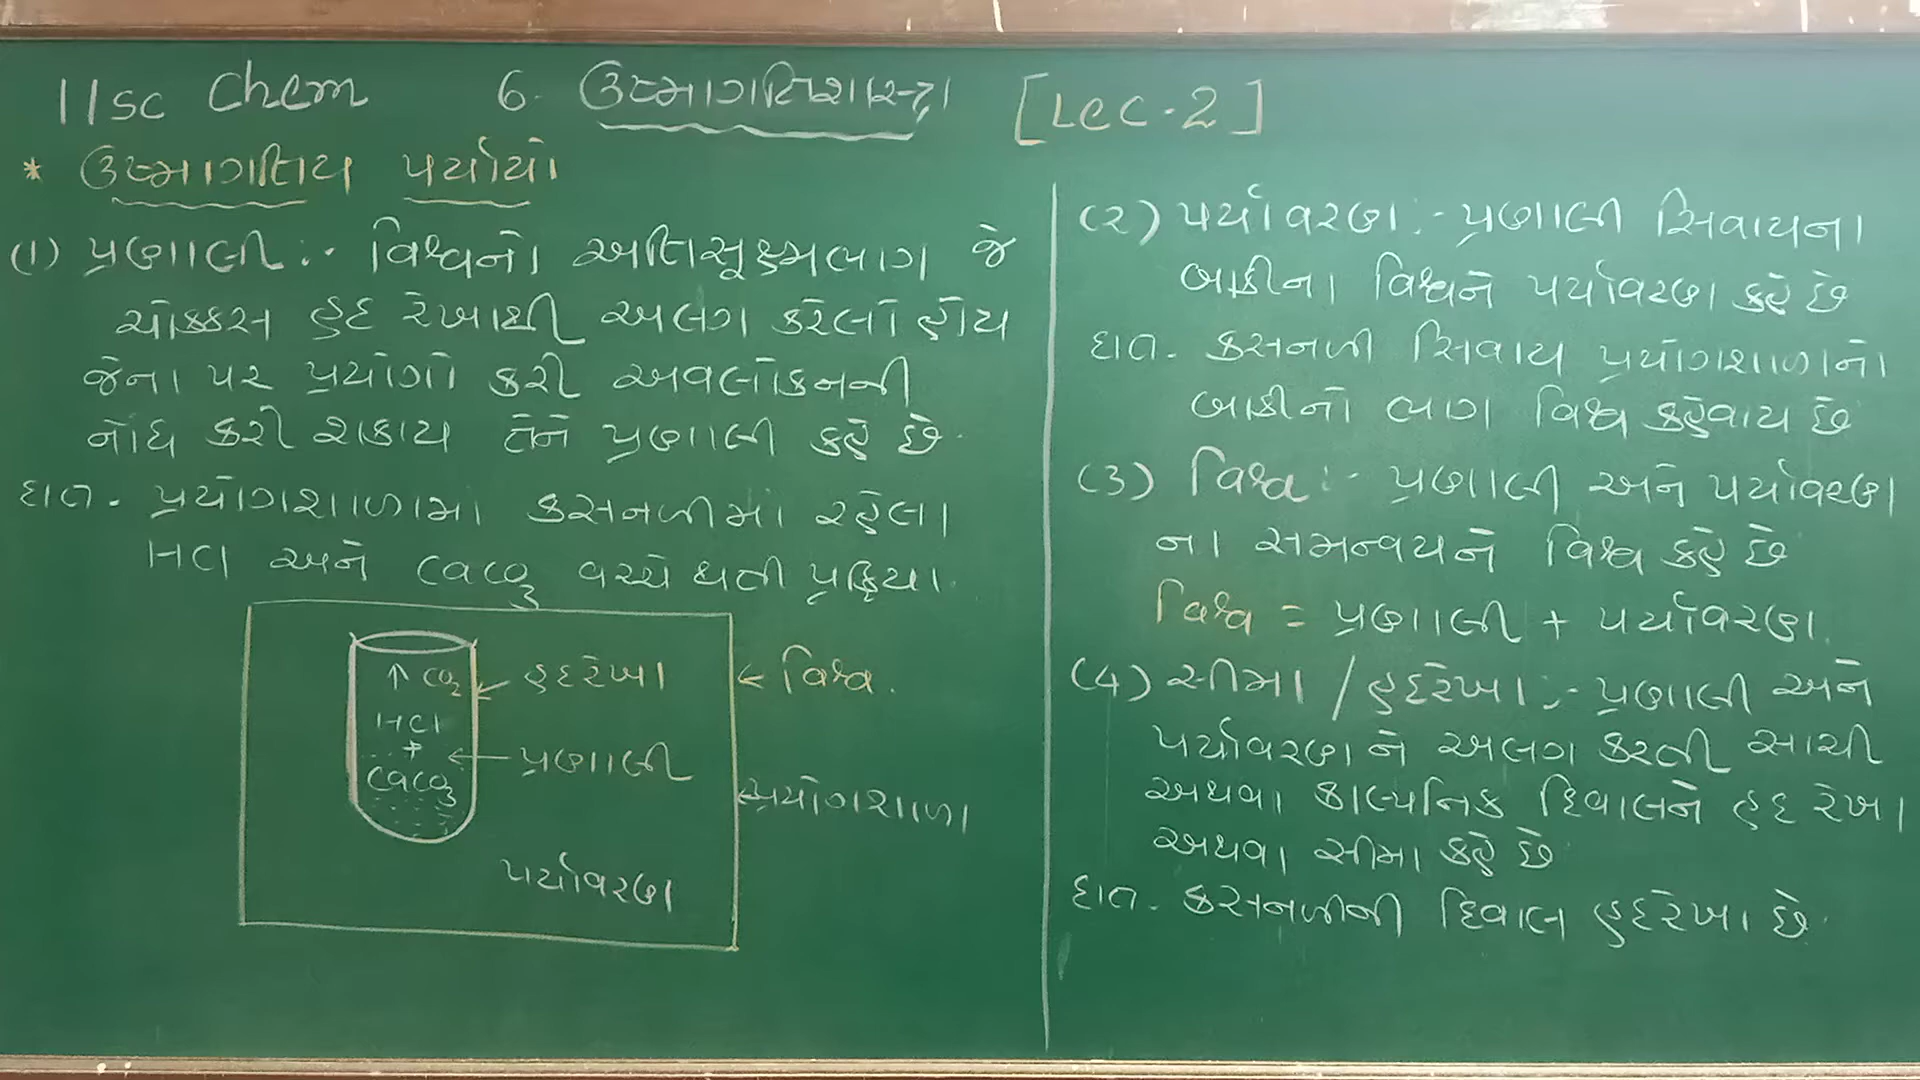 11sc Chem 6. ઉષ્માગતિશાસ્ત્ર [Lec-2]
* ઉષ્માગતિય પર્યાયો
(1) પ્રણાલી :- વિશ્વનો અતિસૂક્ષ્મભાગ જે
ચોક્કસ હદ રેખાથી અલગ કરેલો હોય
જેના પર પ્રયોગો કરી અવલોકનની
નોંધ કરી શકાય તેને પ્રણાલી કહે છે.
દા.ત. પ્રયોગશાળામાં કસનળીમાં રહેલા
HCl અને CaCO3 વચ્ચે થતી પ્રક્રિયા.
↑ CO2
HCl
+
CaCO3
હદરેખા
પ્રણાલી
પર્યાવરણ
← વિશ્વ.
પ્રયોગશાળા
(૨) પર્યાવરણ :- પ્રણાલી સિવાયના
બાકીના વિશ્વને પર્યાવરણ કહે છે
દા.ત. કસનળી સિવાય પ્રયોગશાળાનો
બાકીનો ભાગ વિશ્વ કહેવાય છે
(3) વિશ્વ :- પ્રણાલી અને પર્યાવરણ
ના સમન્વયને વિશ્વ કહે છે
વિશ્વ = પ્રણાલી + પર્યાવરણ.
(4) સીમા / હદરેખા :- પ્રણાલી અને
પર્યાવરણને અલગ કરતી સાચી
અથવા કાલ્પનિક દિવાલને હદ રેખા
અથવા સીમા કહે છે
દા.ત. કસનળીની દિવાલ હદરેખા છે.